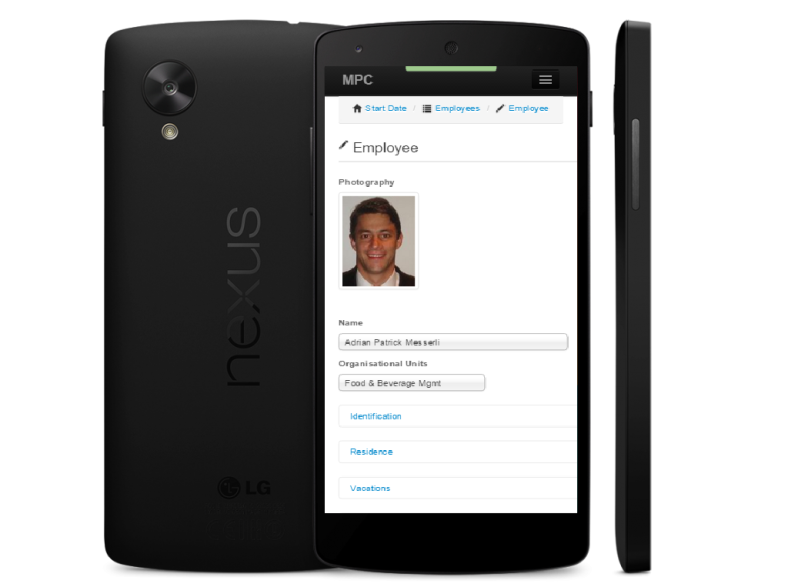 nexus
LG
MPC
Start Date / Employees / Employee
Employee
Photography
Name
Adrian Patrick Messerli
Organisational Units
Food & Beverage Mgmt
Identification
Residence
Vacations